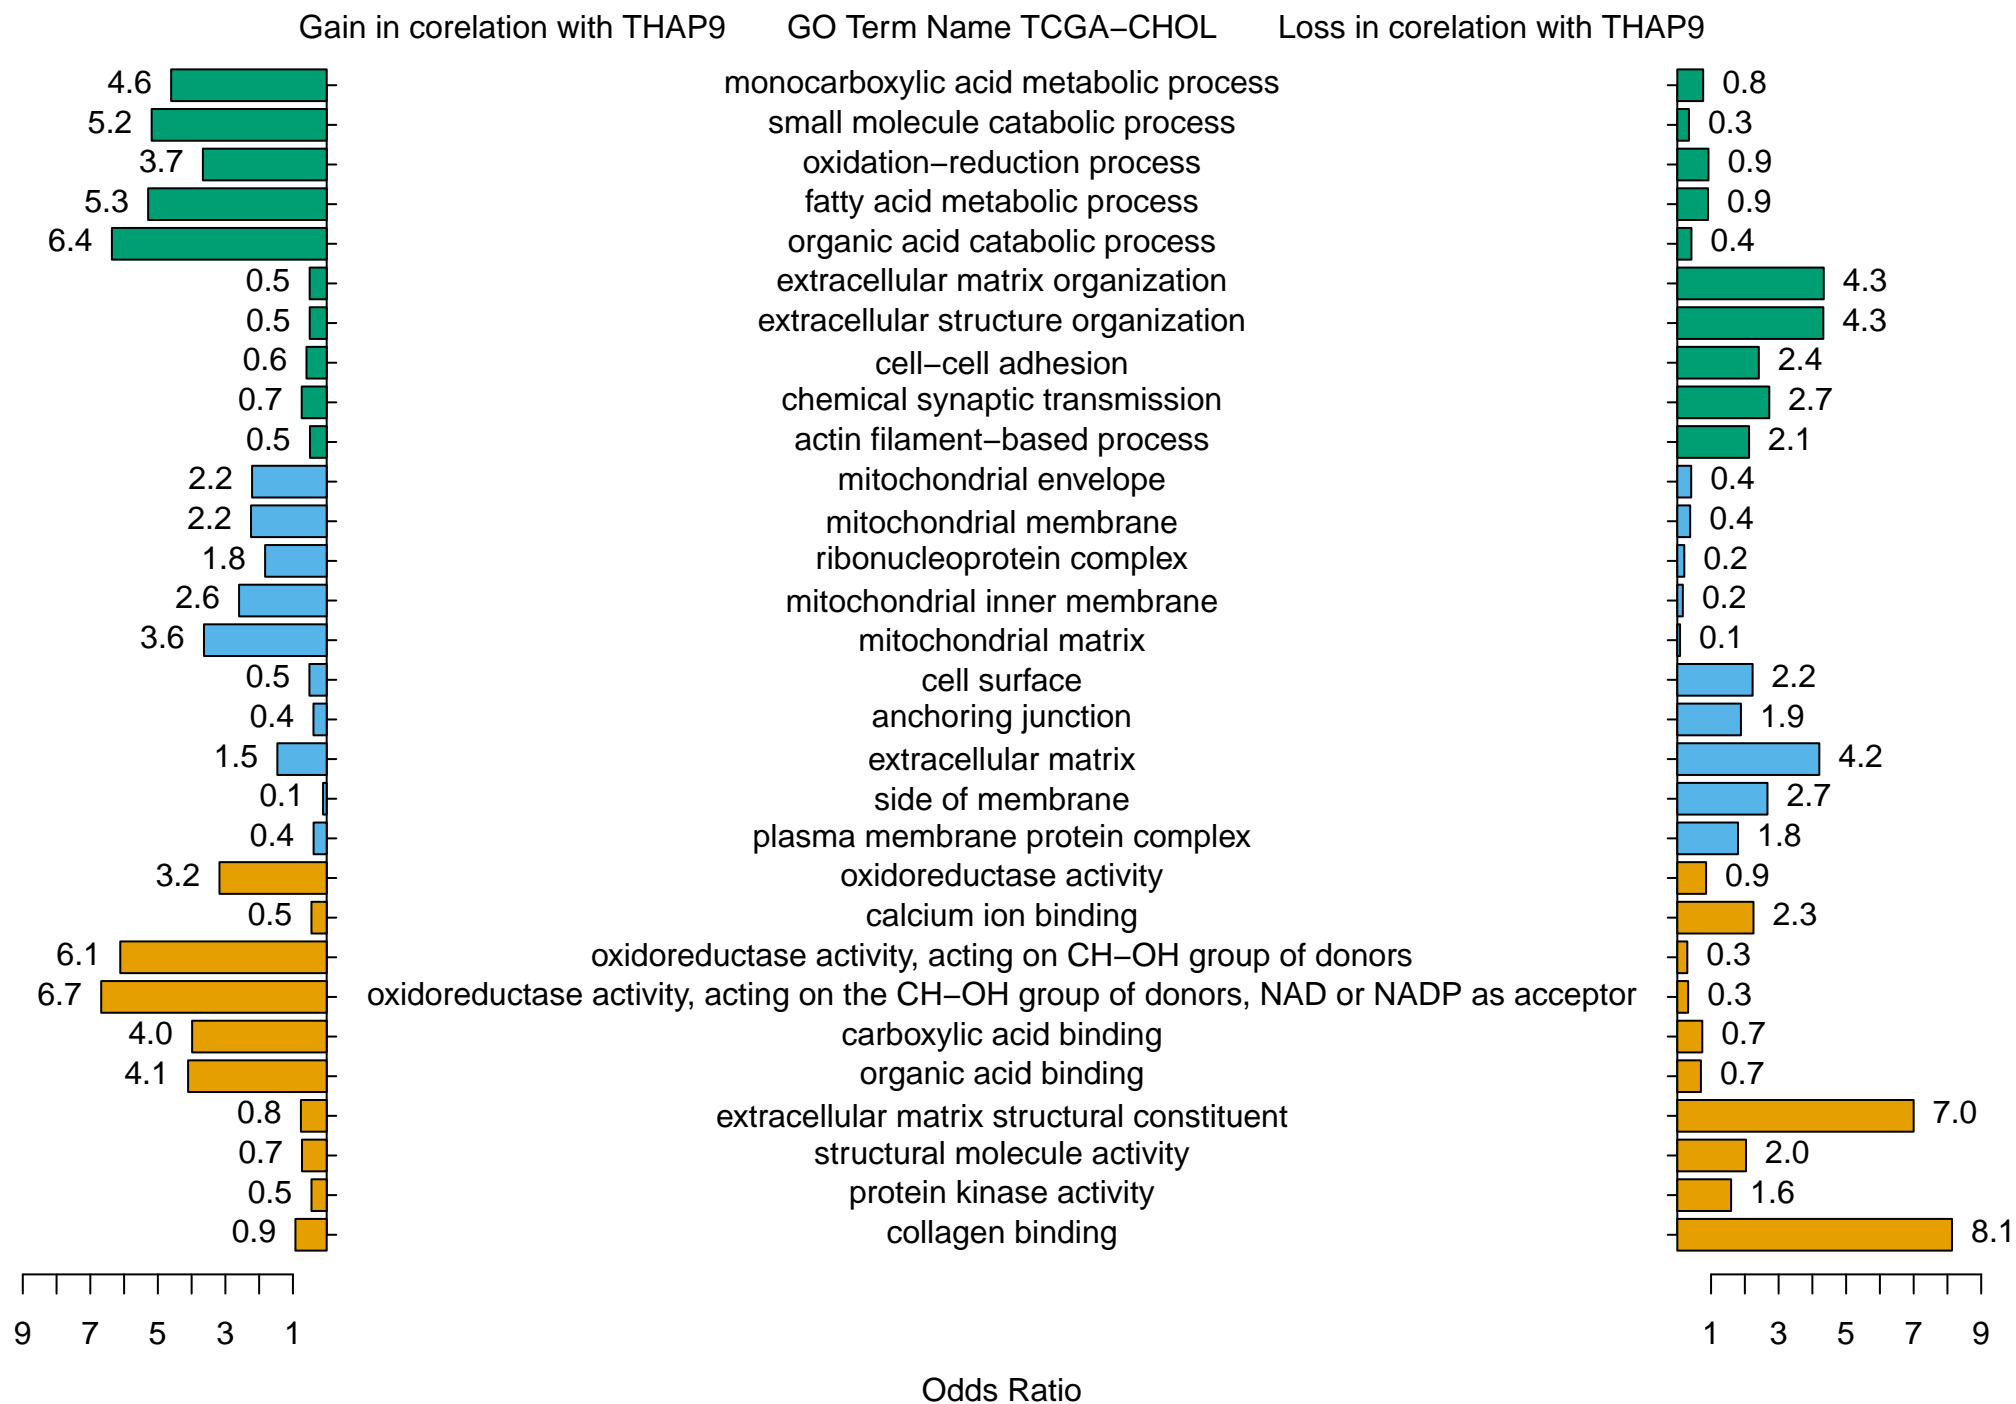 Gain in corelation with THAP9 GO Term Name TCGA−CHOL Loss in corelation with THAP9
4.6 monocarboxylic acid metabolic process 0.8
5.2 small molecule catabolic process 0.3
3.7 oxidation−reduction process 0.9
5.3 fatty acid metabolic process 0.9
6.4 organic acid catabolic process 0.4
0.5 extracellular matrix organization 4.3
0.5 extracellular structure organization 4.3
0.6 cell−cell adhesion 2.4
0.7 chemical synaptic transmission 2.7
0.5 actin filament−based process 2.1
2.2 mitochondrial envelope 0.4
2.2 mitochondrial membrane 0.4
1.8 ribonucleoprotein complex 0.2
2.6 mitochondrial inner membrane 0.2
3.6 mitochondrial matrix 0.1
0.5 cell surface 2.2
0.4 anchoring junction 1.9
1.5 extracellular matrix 4.2
0.1 side of membrane 2.7
0.4 plasma membrane protein complex 1.8
3.2 oxidoreductase activity 0.9
0.5 calcium ion binding 2.3
6.1 oxidoreductase activity, acting on CH−OH group of donors 0.3
6.7 oxidoreductase activity, acting on the CH−OH group of donors, NAD or NADP as acceptor 0.3
4.0 carboxylic acid binding 0.7
4.1 organic acid binding 0.7
0.8 extracellular matrix structural constituent 7.0
0.7 structural molecule activity 2.0
0.5 protein kinase activity 1.6
0.9 collagen binding 8.1
9 7 5 3 1 1 3 5 7 9
Odds Ratio